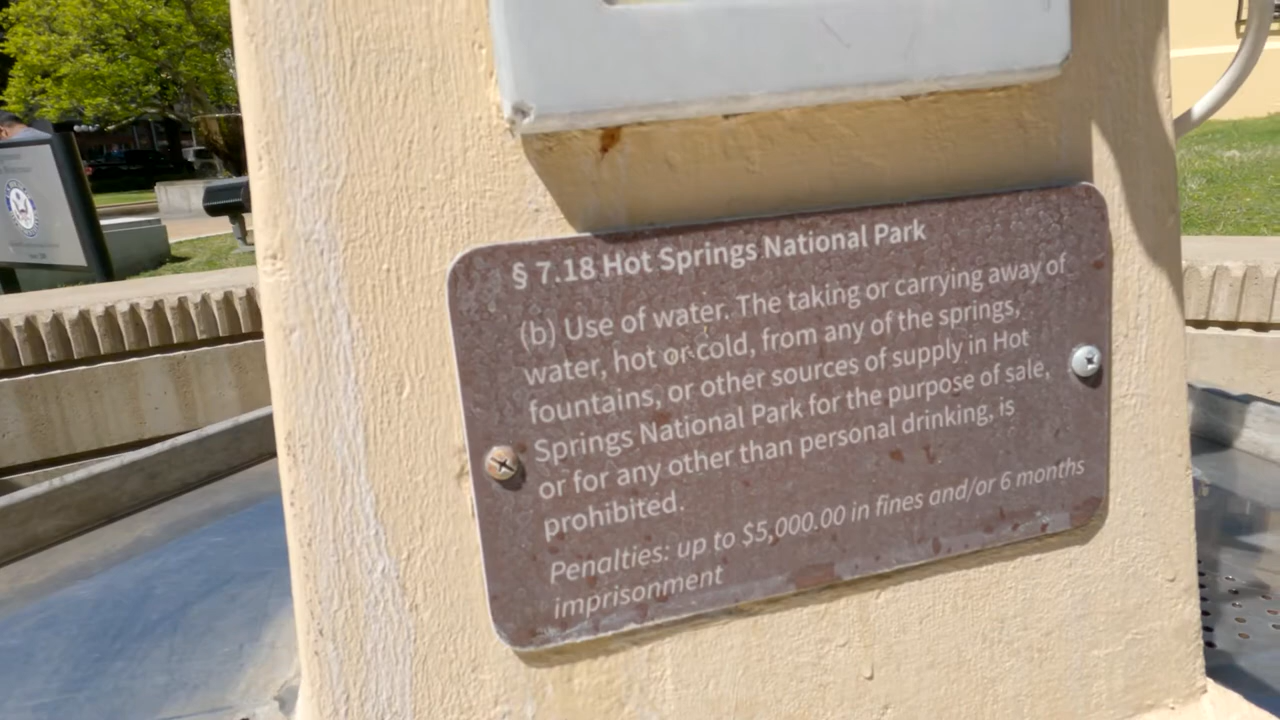 § 7.18 Hot Springs National Park
(b) Use of water. The taking or carrying away of
water, hot or cold, from any of the springs,
fountains, or other sources of supply in Hot
Springs National Park for the purpose of sale,
or for any other than personal drinking, is
prohibited.
Penalties: up to $5,000.00 in fines and/or 6 months
imprisonment